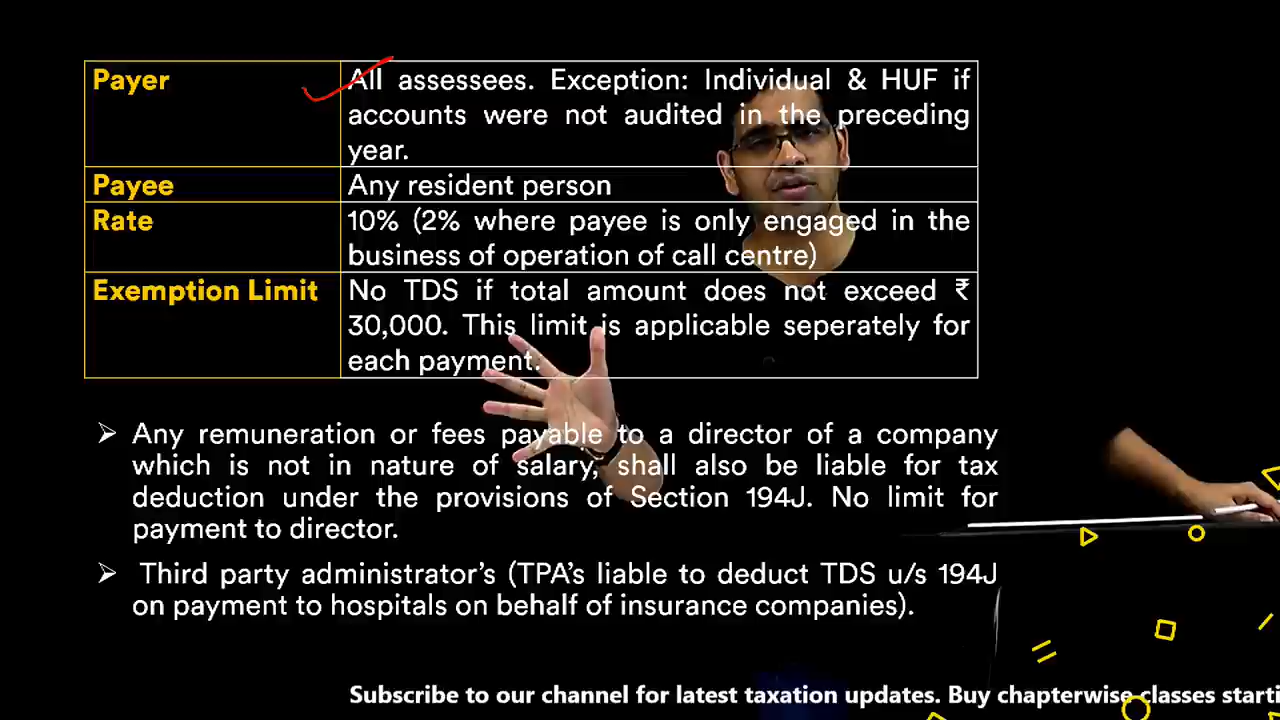 Payer
All assessees. Exception: Individual & HUF if
accounts were not audited in the preceding
year.
Payee
Any resident person
Rate
10% (2% where payee is only engaged in the
business of operation of call centre)
Exemption Limit
No TDS if total amount does not exceed ₹
30,000. This limit is applicable seperately for
each payment.
➢ Any remuneration or fees payable to a director of a company
which is not in nature of salary, shall also be liable for tax
deduction under the provisions of Section 194J. No limit for
payment to director.
➢ Third party administrator's (TPA's liable to deduct TDS u/s 194J
on payment to hospitals on behalf of insurance companies).
Subscribe to our channel for latest taxation updates. Buy chapterwise classes starti